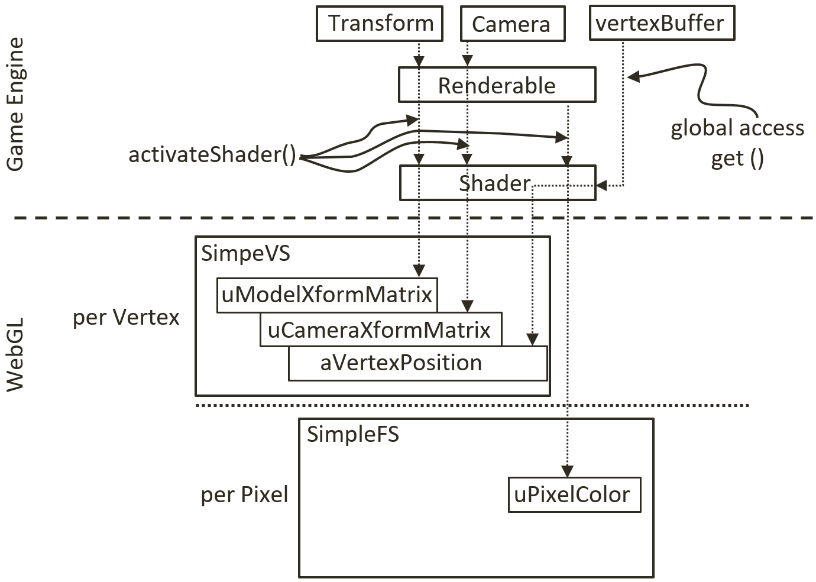 Transform
Camera
vertexBuffer
Game Engine
Renderable
activateShader()
global access
get ()
Shader
WebGL
SimpeVS
uModelXformMatrix
per Vertex
uCameraXformMatrix
aVertexPosition
SimpleFS
per Pixel
uPixelColor